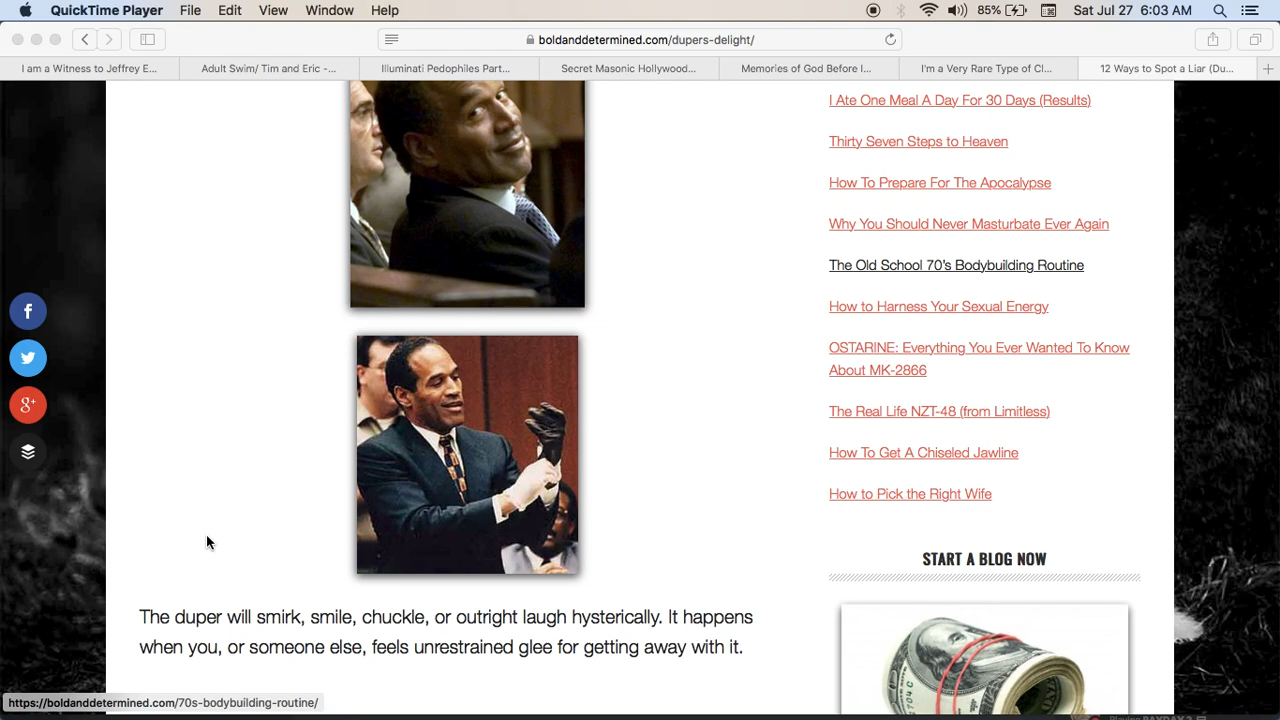 QuickTime Player File Edit View Window Help 85% Sat Jul 27 6:03 AM
boldanddetermined.com/dupers-delight/
I am a Witness to Jeffrey E... Adult Swim/ Tim and Eric -... Illuminati Pedophiles Part... Secret Masonic Hollywood... Memories of God Before I... I'm a Very Rare Type of Cl... 12 Ways to Spot a Liar (Du...
I Ate One Meal A Day For 30 Days (Results)
Thirty Seven Steps to Heaven
How To Prepare For The Apocalypse
Why You Should Never Masturbate Ever Again
The Old School 70's Bodybuilding Routine
How to Harness Your Sexual Energy
OSTARINE: Everything You Ever Wanted To Know
About MK-2866
The Real Life NZT-48 (from Limitless)
How To Get A Chiseled Jawline
How to Pick the Right Wife
START A BLOG NOW
The duper will smirk, smile, chuckle, or outright laugh hysterically. It happens
when you, or someone else, feels unrestrained glee for getting away with it.
https://boldanddetermined.com/70s-bodybuilding-routine/